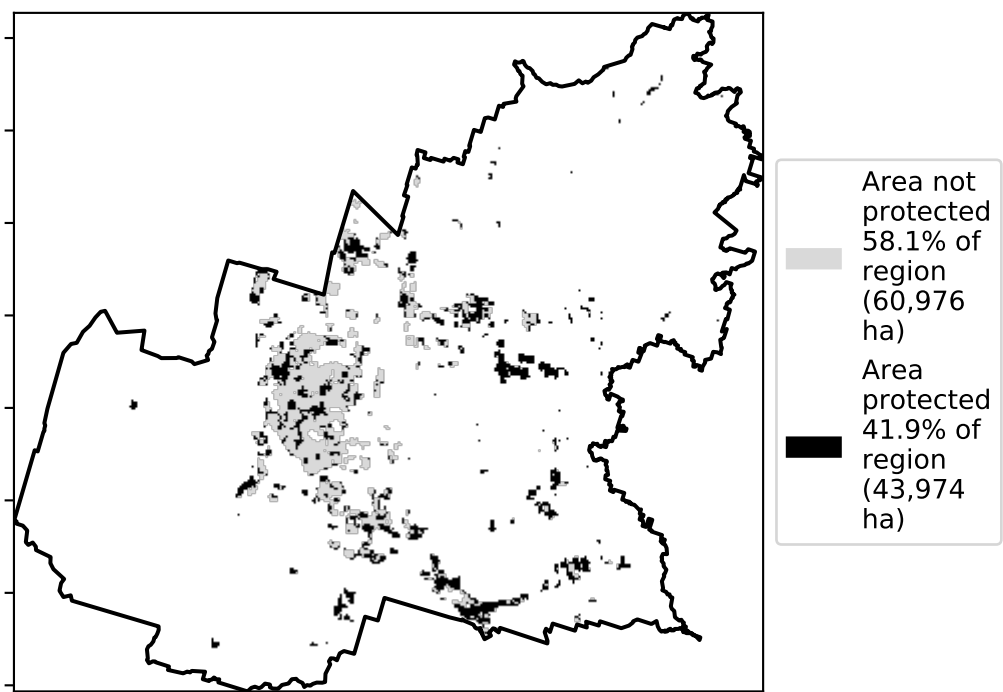 Area not
protected
58.1% of
region
(60,976
ha)
Area
protected
41.9% of
region
(43,974
ha)